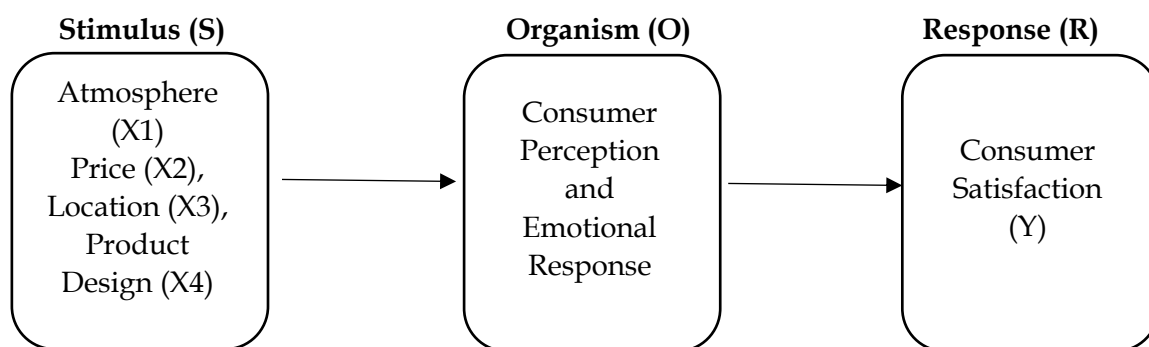 Stimulus (S)
Atmosphere
(X1)
Price (X2),
Location (X3),
Product
Design (X4)
Organism (O)
Consumer
Perception
and
Emotional
Response
Response (R)
Consumer
Satisfaction
(Y)